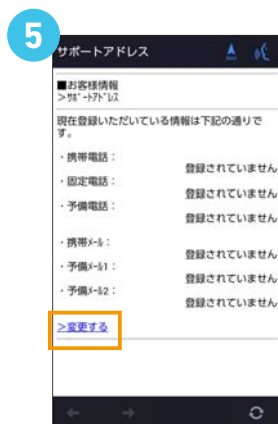 5
サポートアドレス
■お客様情報
>ｻﾎﾟｰﾄｱﾄﾞﾚｽ
現在登録いただいている情報は下記の通りで
す。
・携帯電話：
登録されていません
・固定電話：
登録されていません
・予備電話：
登録されていません
・携帯ﾒｰﾙ：
登録されていません
・予備ﾒｰﾙ1：
登録されていません
・予備ﾒｰﾙ2：
登録されていません
>変更する